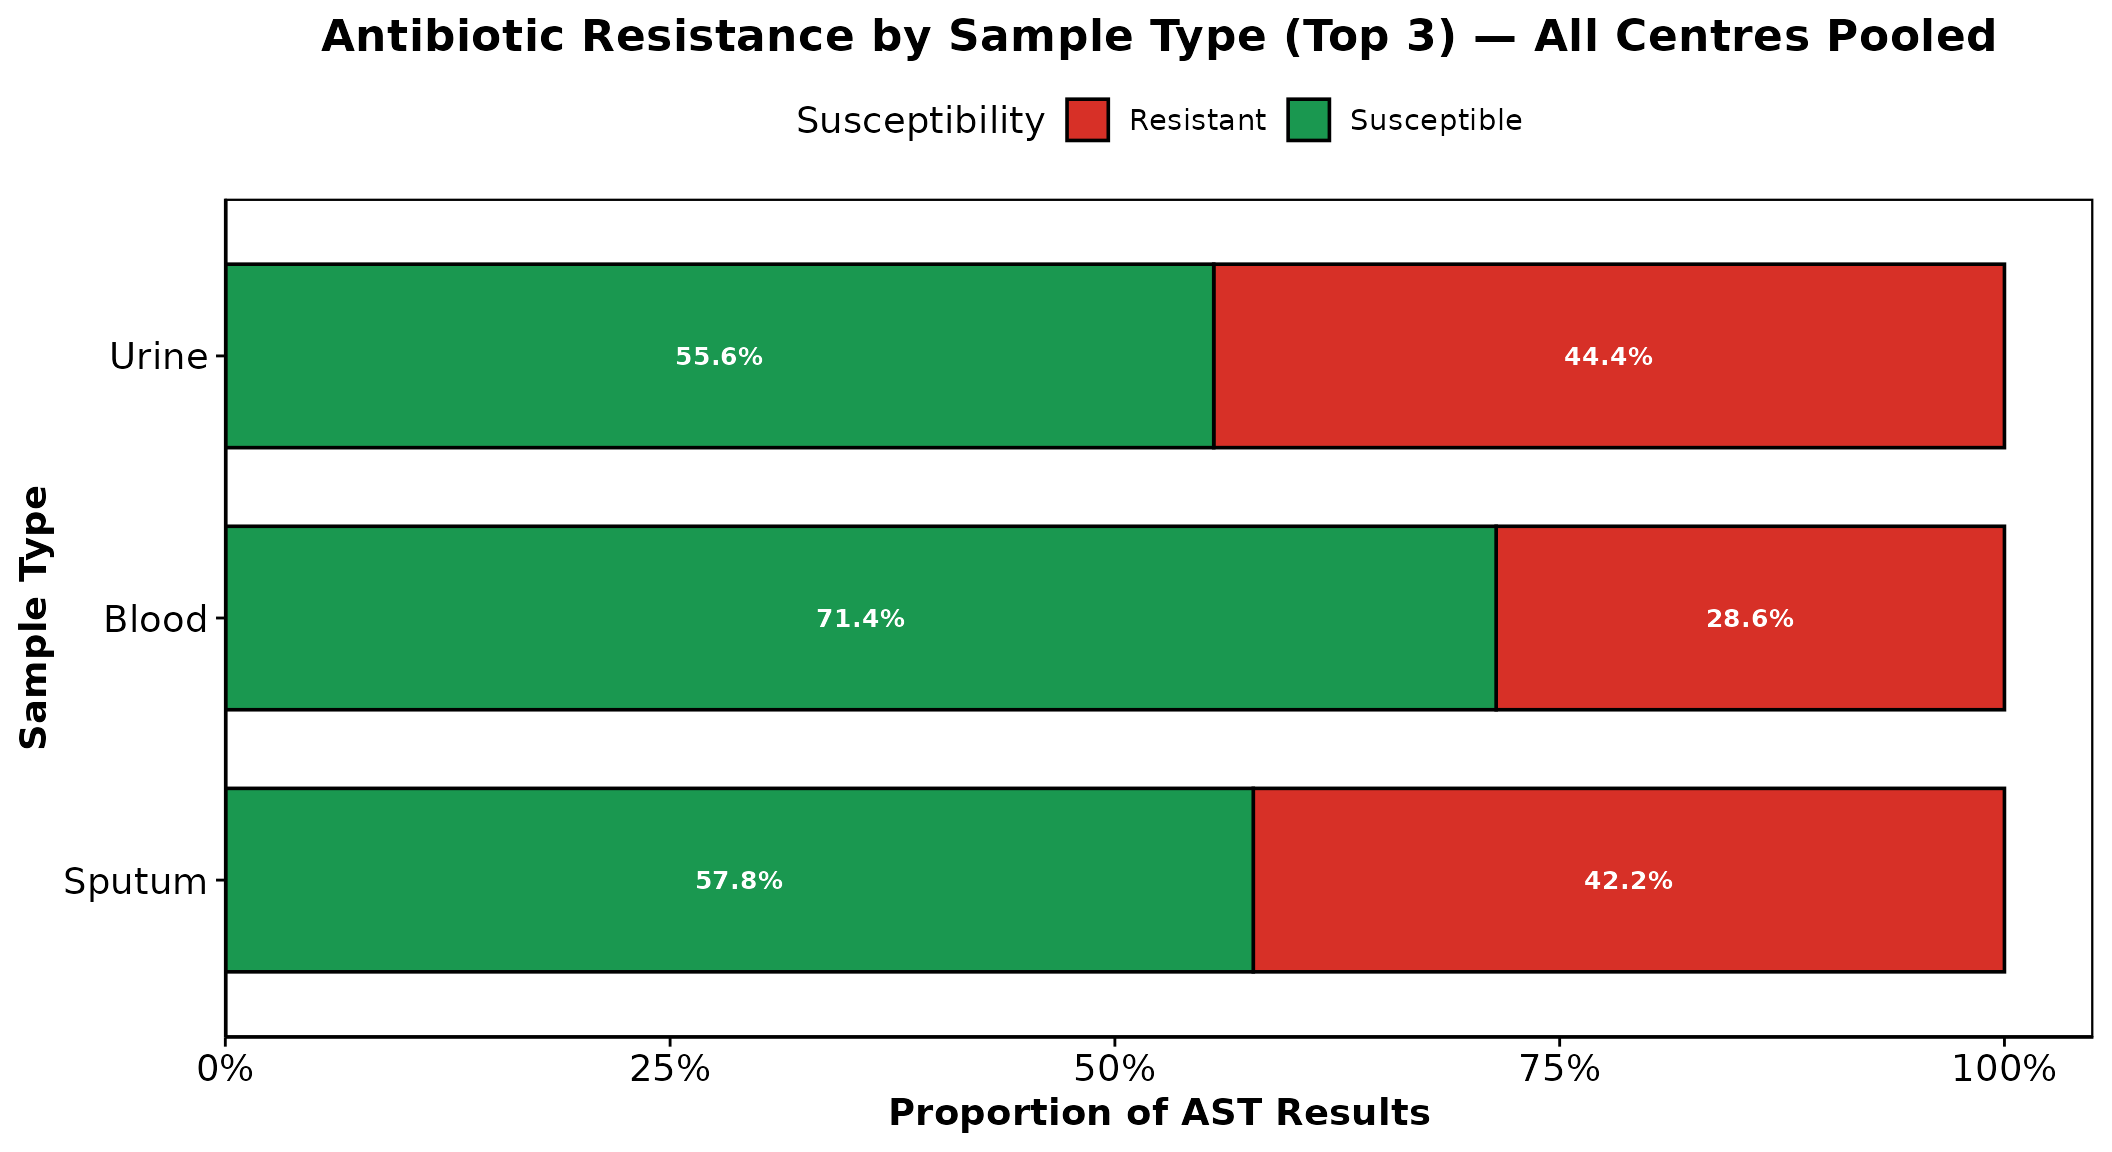 Antibiotic Resistance by Sample Type (Top 3) — All Centres Pooled
Susceptibility Resistant Susceptible
Sample Type
Urine 55.6% 44.4%
Blood 71.4% 28.6%
Sputum 57.8% 42.2%
0% 25% 50% 75% 100%
Proportion of AST Results